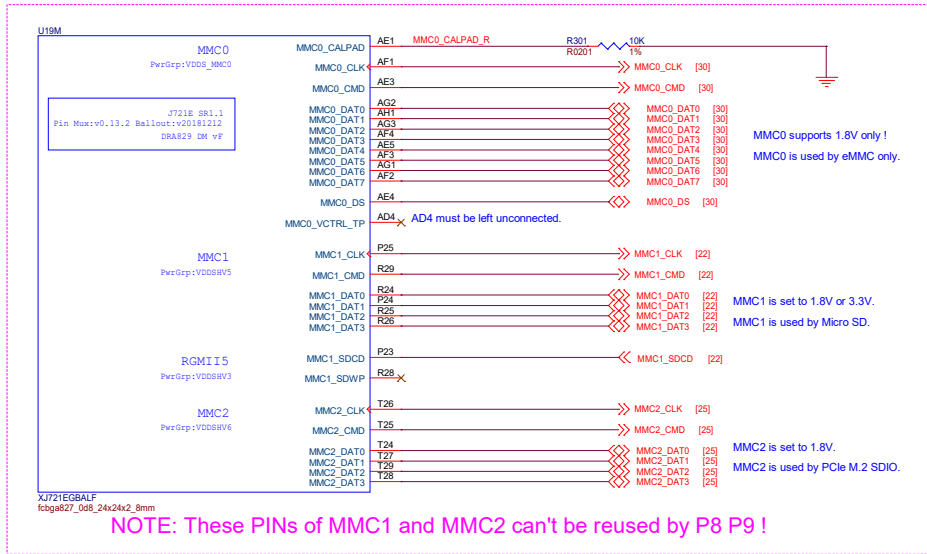 U19M
MMC0
PwrGrp:VDDS_MMC0
J721E SR1.1
Pin Mux:v0.13.2 Ballout:v20181212
DRA829 DM vF
MMC0_CALPAD AE1 MMC0_CALPAD_R R301 10K
R0201 1%
MMC0_CLK AF1 MMC0_CLK [30]
MMC0_CMD AE3 MMC0_CMD [30]
MMC0_DAT0 AG2 MMC0_DAT0 [30]
MMC0_DAT1 AH1 MMC0_DAT1 [30]
MMC0_DAT2 AG3 MMC0_DAT2 [30]
MMC0_DAT3 AF4 MMC0_DAT3 [30]
MMC0_DAT4 AE5 MMC0_DAT4 [30]
MMC0_DAT5 AF3 MMC0_DAT5 [30]
MMC0_DAT6 AG1 MMC0_DAT6 [30]
MMC0_DAT7 AF2 MMC0_DAT7 [30]
MMC0 supports 1.8V only !
MMC0 is used by eMMC only.
MMC0_DS AE4 MMC0_DS [30]
MMC0_VCTRL_TP AD4 AD4 must be left unconnected.
MMC1
PwrGrp:VDDSHV5
MMC1_CLK P25 MMC1_CLK [22]
MMC1_CMD R29 MMC1_CMD [22]
MMC1_DAT0 R24 MMC1_DAT0 [22]
MMC1_DAT1 P24 MMC1_DAT1 [22]
MMC1_DAT2 R25 MMC1_DAT2 [22]
MMC1_DAT3 R26 MMC1_DAT3 [22]
MMC1 is set to 1.8V or 3.3V.
MMC1 is used by Micro SD.
RGMII5
PwrGrp:VDDSHV3
MMC1_SDCD P23 MMC1_SDCD [22]
MMC1_SDWP R28
MMC2
PwrGrp:VDDSHV6
MMC2_CLK T26 MMC2_CLK [25]
MMC2_CMD T25 MMC2_CMD [25]
MMC2_DAT0 T24 MMC2_DAT0 [25]
MMC2_DAT1 T27 MMC2_DAT1 [25]
MMC2_DAT2 T29 MMC2_DAT2 [25]
MMC2_DAT3 T28 MMC2_DAT3 [25]
MMC2 is set to 1.8V.
MMC2 is used by PCIe M.2 SDIO.
XJ721EGBALF
fcbga827_0d8_24x24x2_8mm
NOTE: These PINs of MMC1 and MMC2 can't be reused by P8 P9 !